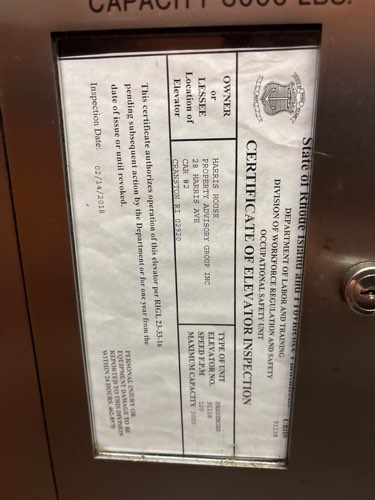 CAPACITY 3000 LBS.
State of Rhode Island and Providence Plantations
DEPARTMENT OF LABOR AND TRAINING
DIVISION OF WORKFORCE REGULATION AND SAFETY
OCCUPATIONAL SAFETY UNIT
CERTIFICATE OF ELEVATOR INSPECTION
31138
OWNER
or
LESSEE
Location of
Elevator
HARRIS HOUSE
PROPERTY ADVISORY GROUP INC
28 HARRIS AVE
CAR #2
CRANSTON RI 02920
TYPE OF UNIT PASSENGER
ELEVATOR NO. 31138
SPEED F.P.M
MAXIMUM CAPACITY 3000
This certificate authorizes operation of this elevator per RIGL 23-33-16
pending subsequent action by the Department or for one year from the
date of issue or until revoked.
Inspection Date: 02/14/2018
PERSONAL INJURY OR
EQUIPMENT DAMAGE TO BE
REPORTED TO THIS DIVISION
WITHIN 24 HOURS 462-8570